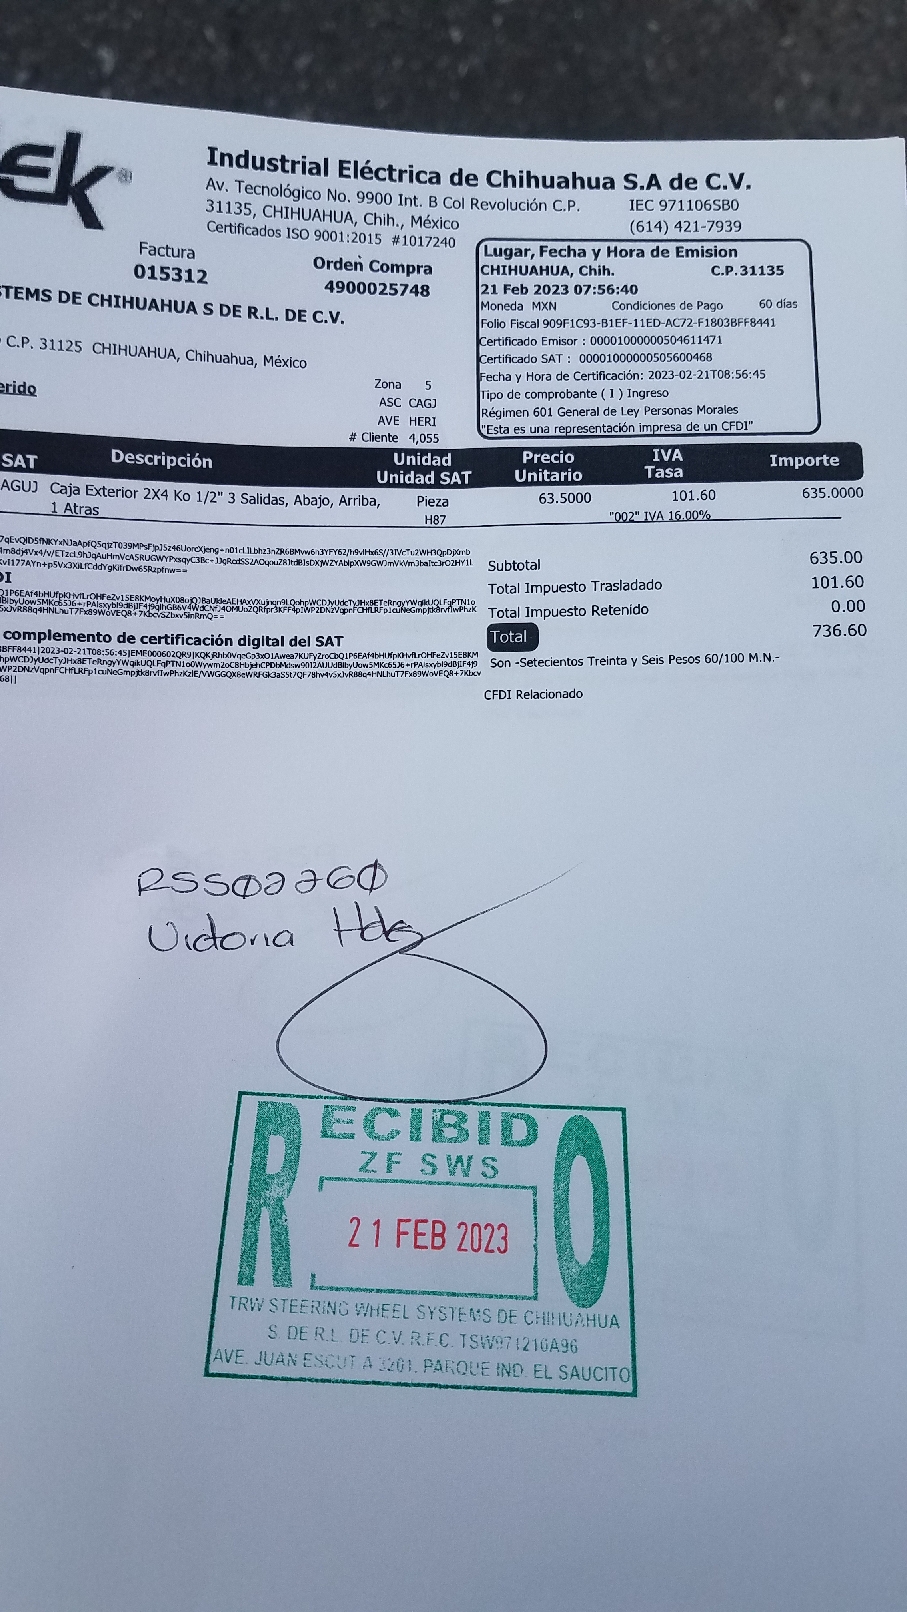 Ek®
Industrial Eléctrica de Chihuahua S.A de C.V.
Av. Tecnológico No. 9900 Int. B Col Revolución C.P. IEC 971106SB0
31135, CHIHUAHUA, Chih., México (614) 421-7939
Certificados ISO 9001:2015 #1017240
Factura Orden Compra
015312 4900025748
STEMS DE CHIHUAHUA S DE R.L. DE C.V.
C.P. 31125 CHIHUAHUA, Chihuahua, México
erido
Lugar, Fecha y Hora de Emision
CHIHUAHUA, Chih. C.P.31135
21 Feb 2023 07:56:40
Moneda MXN Condiciones de Pago 60 días
Folio Fiscal 909F1C93-B1EF-11ED-AC72-F1803BFF8441
Certificado Emisor : 00001000000504611471
Certificado SAT : 00001000000505600468
Fecha y Hora de Certificación: 2023-02-21T08:56:45
Tipo de comprobante ( I ) Ingreso
Régimen 601 General de Ley Personas Morales
"Esta es una representación impresa de un CFDI"
Zona 5
ASC CAGJ
AVE HERI
# Cliente 4,055
SAT Descripción Unidad Unidad SAT Precio Unitario IVA Tasa Importe
AGUJ Caja Exterior 2X4 Ko 1/2" 3 Salidas, Abajo, Arriba, Pieza 63.5000 101.60 635.0000
1 Atras H87 "002" IVA 16.00%
Subtotal 635.00
Total Impuesto Trasladado 101.60
Total Impuesto Retenido 0.00
Total 736.60
Son -Setecientos Treinta y Seis Pesos 60/100 M.N.-
CFDI Relacionado
DI
complemento de certificación digital del SAT
RSS02260
Victoria Hdg
RECIBIDO
ZF SWS
21 FEB 2023
TRW STEERING WHEEL SYSTEMS DE CHIHUAHUA
S. DE R.L. DE C.V. R.F.C. TSW971210A96
AVE. JUAN ESCUTIA 3201. PARQUE IND. EL SAUCITO